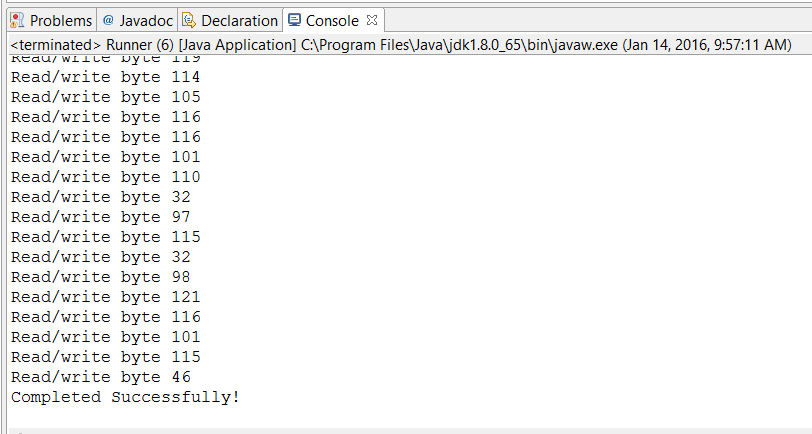 Problems @ Javadoc Declaration Console
<terminated> Runner (6) [Java Application] C:\Program Files\Java\jdk1.8.0_65\bin\javaw.exe (Jan 14, 2016, 9:57:11 AM)
Read/write byte 119
Read/write byte 114
Read/write byte 105
Read/write byte 116
Read/write byte 116
Read/write byte 101
Read/write byte 110
Read/write byte 32
Read/write byte 97
Read/write byte 115
Read/write byte 32
Read/write byte 98
Read/write byte 121
Read/write byte 116
Read/write byte 101
Read/write byte 115
Read/write byte 46
Completed Successfully!